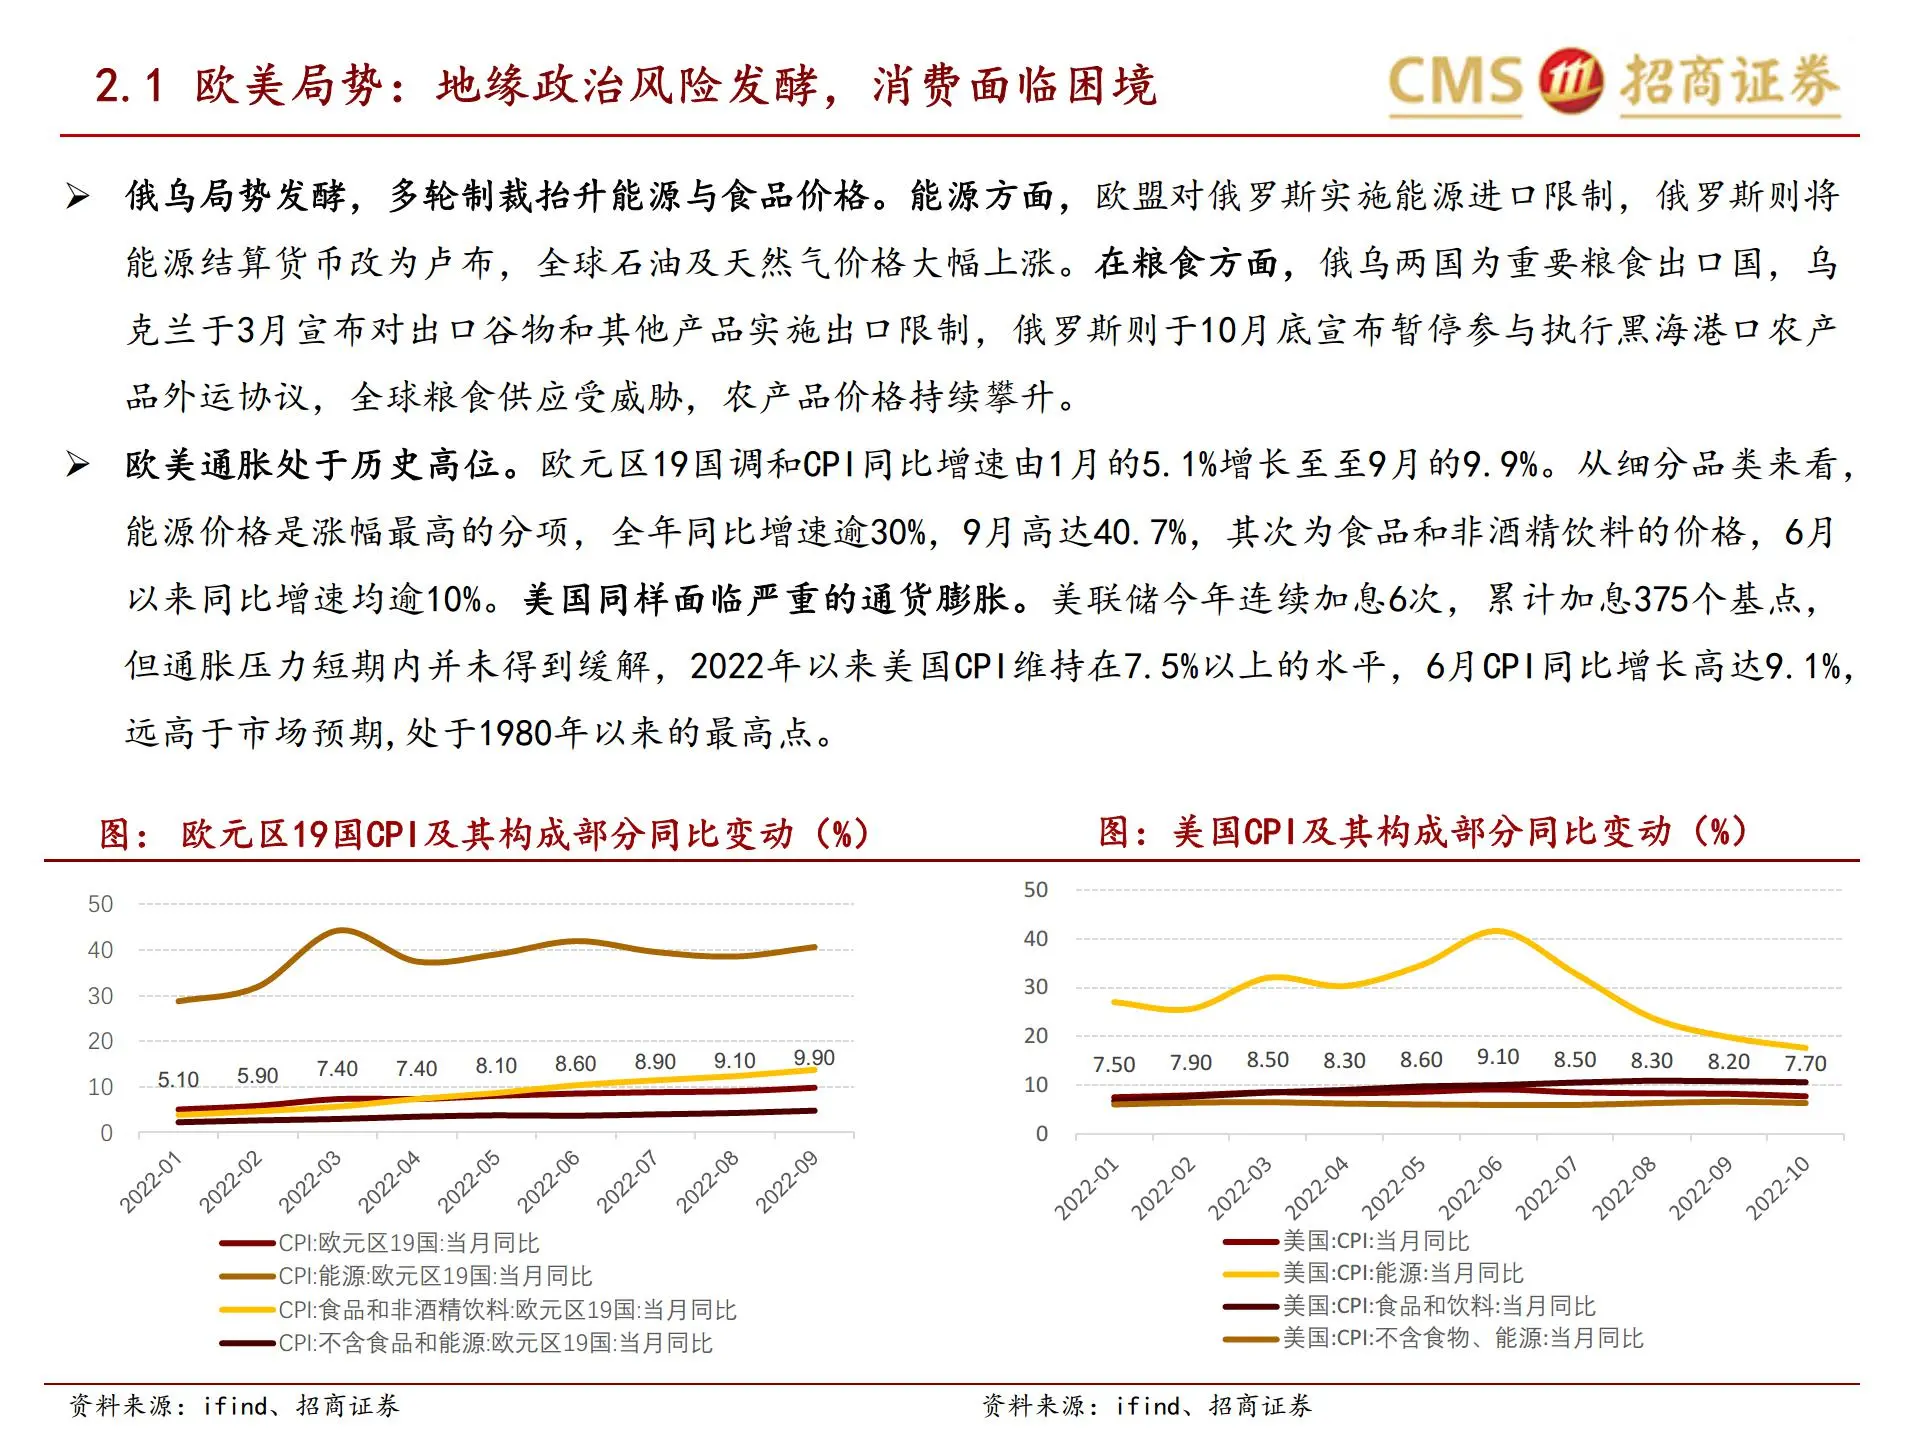 2.1 欧美局势：地缘政治风险发酵，消费面临困境
CMS 招商证券
俄乌局势发酵，多轮制裁抬升能源与食品价格。能源方面，欧盟对俄罗斯实施能源进口限制，俄罗斯则将
能源结算货币改为卢布，全球石油及天然气价格大幅上涨。在粮食方面，俄乌两国为重要粮食出口国，乌
克兰于3月宣布对出口谷物和其他产品实施出口限制，俄罗斯则于10月底宣布暂停参与执行黑海港口农产
品外运协议，全球粮食供应受威胁，农产品价格持续攀升。
欧美通胀处于历史高位。欧元区19国调和CPI同比增速由1月的5.1%增长至至9月的9.9%。从细分品类来看，
能源价格是涨幅最高的分项，全年同比增速逾30%，9月高达40.7%，其次为食品和非酒精饮料的价格，6月
以来同比增速均逾10%。美国同样面临严重的通货膨胀。美联储今年连续加息6次，累计加息375个基点，
但通胀压力短期内并未得到缓解，2022年以来美国CPI维持在7.5%以上的水平，6月CPI同比增长高达9.1%，
远高于市场预期,处于1980年以来的最高点。
图： 欧元区19国CPI及其构成部分同比变动（%）
50
40
30
20
10
0
5.10 5.90 7.40 7.40 8.10 8.60 8.90 9.10 9.90
2022-01 2022-02 2022-03 2022-04 2022-05 2022-06 2022-07 2022-08 2022-09
CPI:欧元区19国:当月同比
CPI:能源:欧元区19国:当月同比
CPI:食品和非酒精饮料:欧元区19国:当月同比
CPI:不含食品和能源:欧元区19国:当月同比
资料来源：ifind、招商证券
图：美国CPI及其构成部分同比变动（%）
50
40
30
20
10
0
7.50 7.90 8.50 8.30 8.60 9.10 8.50 8.30 8.20 7.70
2022-01 2022-02 2022-03 2022-04 2022-05 2022-06 2022-07 2022-08 2022-09 2022-10
美国:CPI:当月同比
美国:CPI:能源:当月同比
美国:CPI:食品和饮料:当月同比
美国:CPI:不含食物、能源:当月同比
资料来源：ifind、招商证券